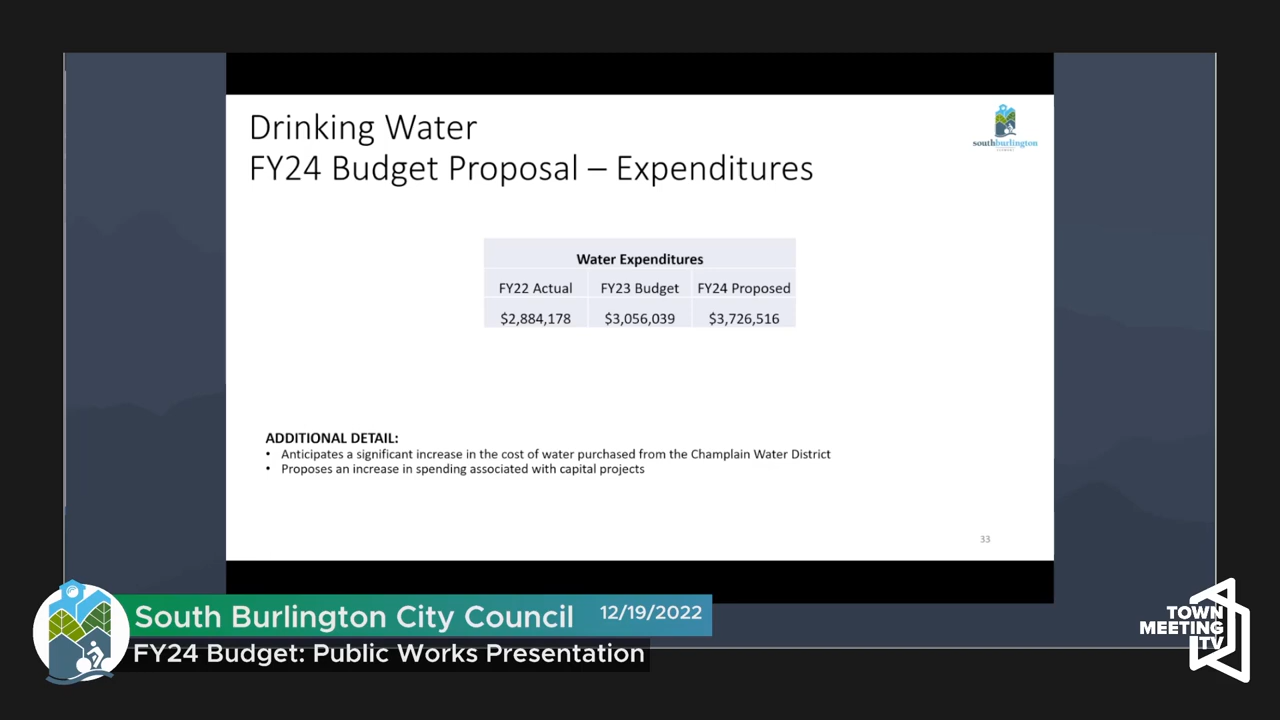 Drinking Water
FY24 Budget Proposal – Expenditures
southburlington
Water Expenditures
FY22 Actual FY23 Budget FY24 Proposed
$2,884,178 $3,056,039 $3,726,516
ADDITIONAL DETAIL:
• Anticipates a significant increase in the cost of water purchased from the Champlain Water District
• Proposes an increase in spending associated with capital projects
33
South Burlington City Council 12/19/2022
FY24 Budget: Public Works Presentation
TOWN
MEETING
TV